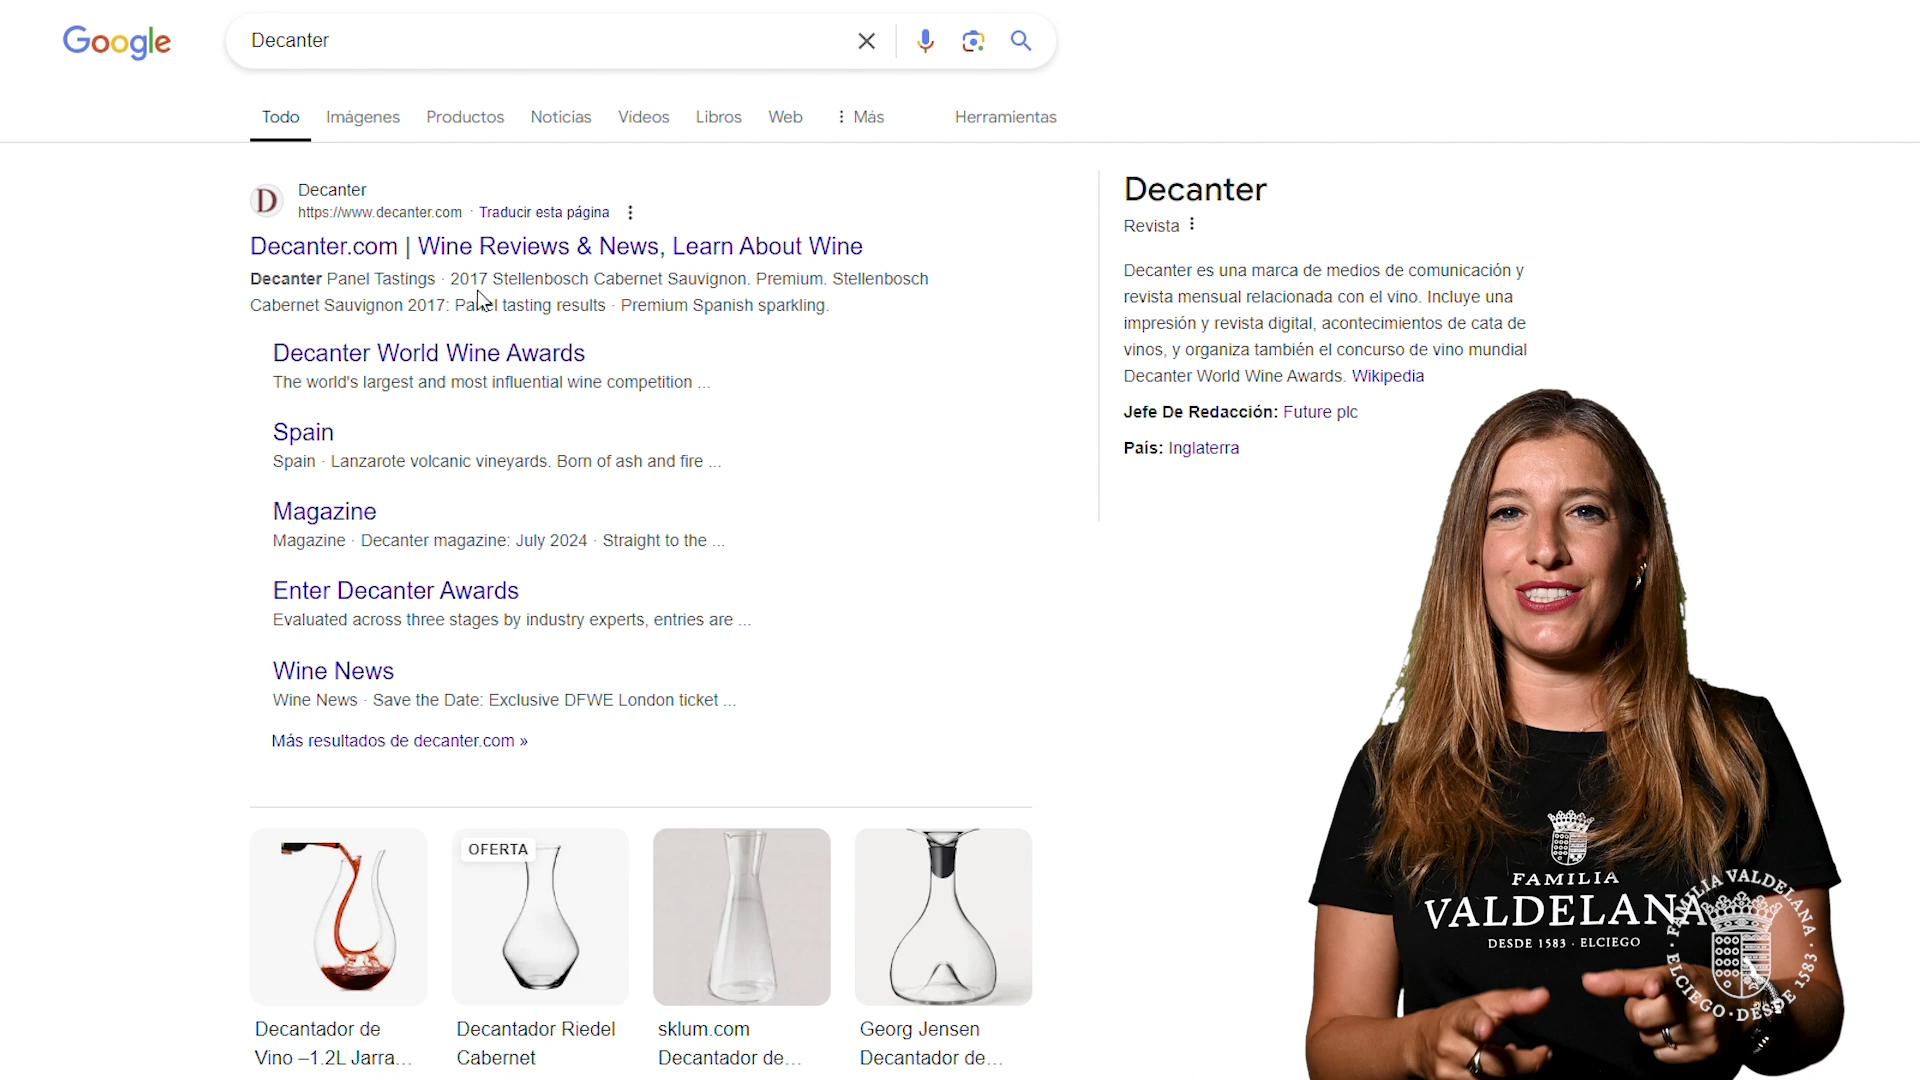 Google
Decanter
Todo
Imágenes
Productos
Noticias
Videos
Libros
Web
Más
Herramientas
Decanter
https://www.decanter.com · Traducir esta página
Decanter.com | Wine Reviews & News, Learn About Wine
Decanter Panel Tastings · 2017 Stellenbosch Cabernet Sauvignon. Premium. Stellenbosch
Cabernet Sauvignon 2017: Panel tasting results · Premium Spanish sparkling.
Decanter World Wine Awards
The world's largest and most influential wine competition ...
Spain
Spain · Lanzarote volcanic vineyards. Born of ash and fire ...
Magazine
Magazine · Decanter magazine: July 2024 · Straight to the ...
Enter Decanter Awards
Evaluated across three stages by industry experts, entries are ...
Wine News
Wine News · Save the Date: Exclusive DFWE London ticket ...
Más resultados de decanter.com »
OFERTA
Decantador de
Vino –1.2L Jarra...
Decantador Riedel
Cabernet
sklum.com
Decantador de...
Georg Jensen
Decantador de...
Decanter
Revista
Decanter es una marca de medios de comunicación y
revista mensual relacionada con el vino. Incluye una
impresión y revista digital, acontecimientos de cata de
vinos, y organiza también el concurso de vino mundial
Decanter World Wine Awards. Wikipedia
Jefe De Redacción: Future plc
País: Inglaterra
FAMILIA
VALDELANA
DESDE 1583 · ELCIEGO
FAMILIA VALDELANA · ELCIEGO · DESDE 1583 ·